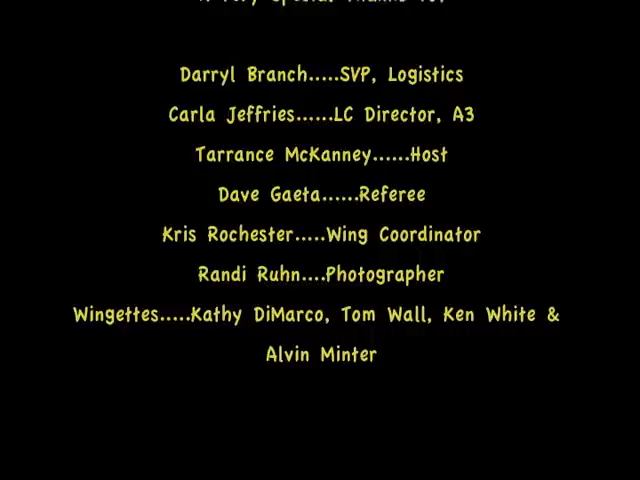 A Very Special Thanks To:
Darryl Branch.....SVP, Logistics
Carla Jeffries......LC Director, A3
Tarrance McKanney......Host
Dave Gaeta......Referee
Kris Rochester.....Wing Coordinator
Randi Ruhn....Photographer
Wingettes.....Kathy DiMarco, Tom Wall, Ken White &
Alvin Minter